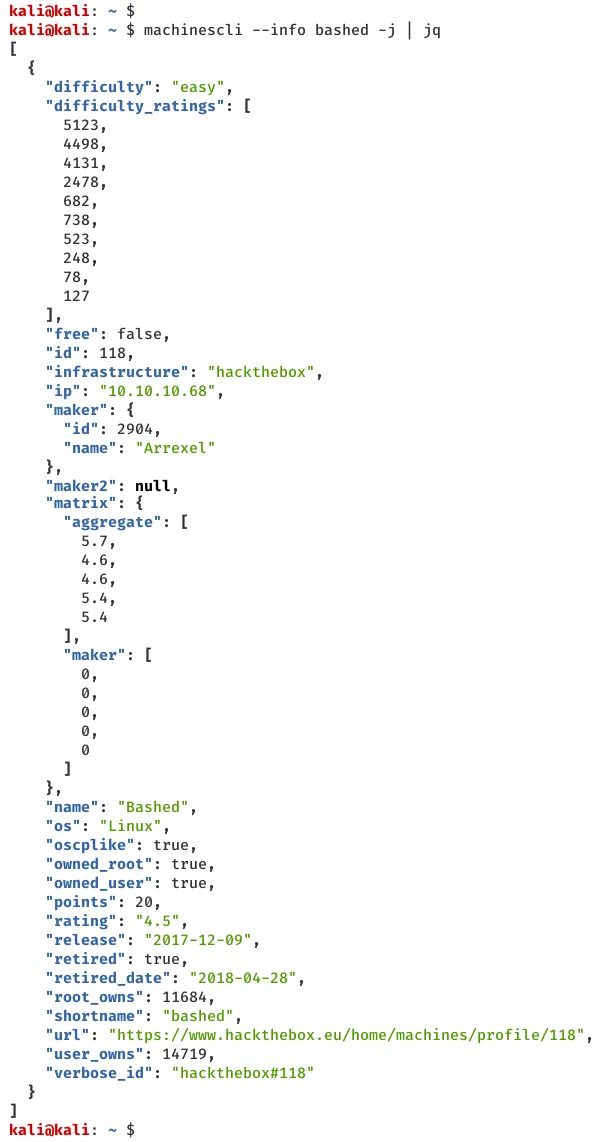 kali@kali: ~ $
kali@kali: ~ $ machinescli --info bashed -j | jq
[
  {
    "difficulty": "easy",
    "difficulty_ratings": [
      5123,
      4498,
      4131,
      2478,
      682,
      738,
      523,
      248,
      78,
      127
    ],
    "free": false,
    "id": 118,
    "infrastructure": "hackthebox",
    "ip": "10.10.10.68",
    "maker": {
      "id": 2904,
      "name": "Arrexel"
    },
    "maker2": null,
    "matrix": {
      "aggregate": [
        5.7,
        4.6,
        4.6,
        5.4,
        5.4
      ],
      "maker": [
        0,
        0,
        0,
        0,
        0
      ]
    },
    "name": "Bashed",
    "os": "Linux",
    "oscplike": true,
    "owned_root": true,
    "owned_user": true,
    "points": 20,
    "rating": "4.5",
    "release": "2017-12-09",
    "retired": true,
    "retired_date": "2018-04-28",
    "root_owns": 11684,
    "shortname": "bashed",
    "url": "https://www.hackthebox.eu/home/machines/profile/118",
    "user_owns": 14719,
    "verbose_id": "hackthebox#118"
  }
]
kali@kali: ~ $